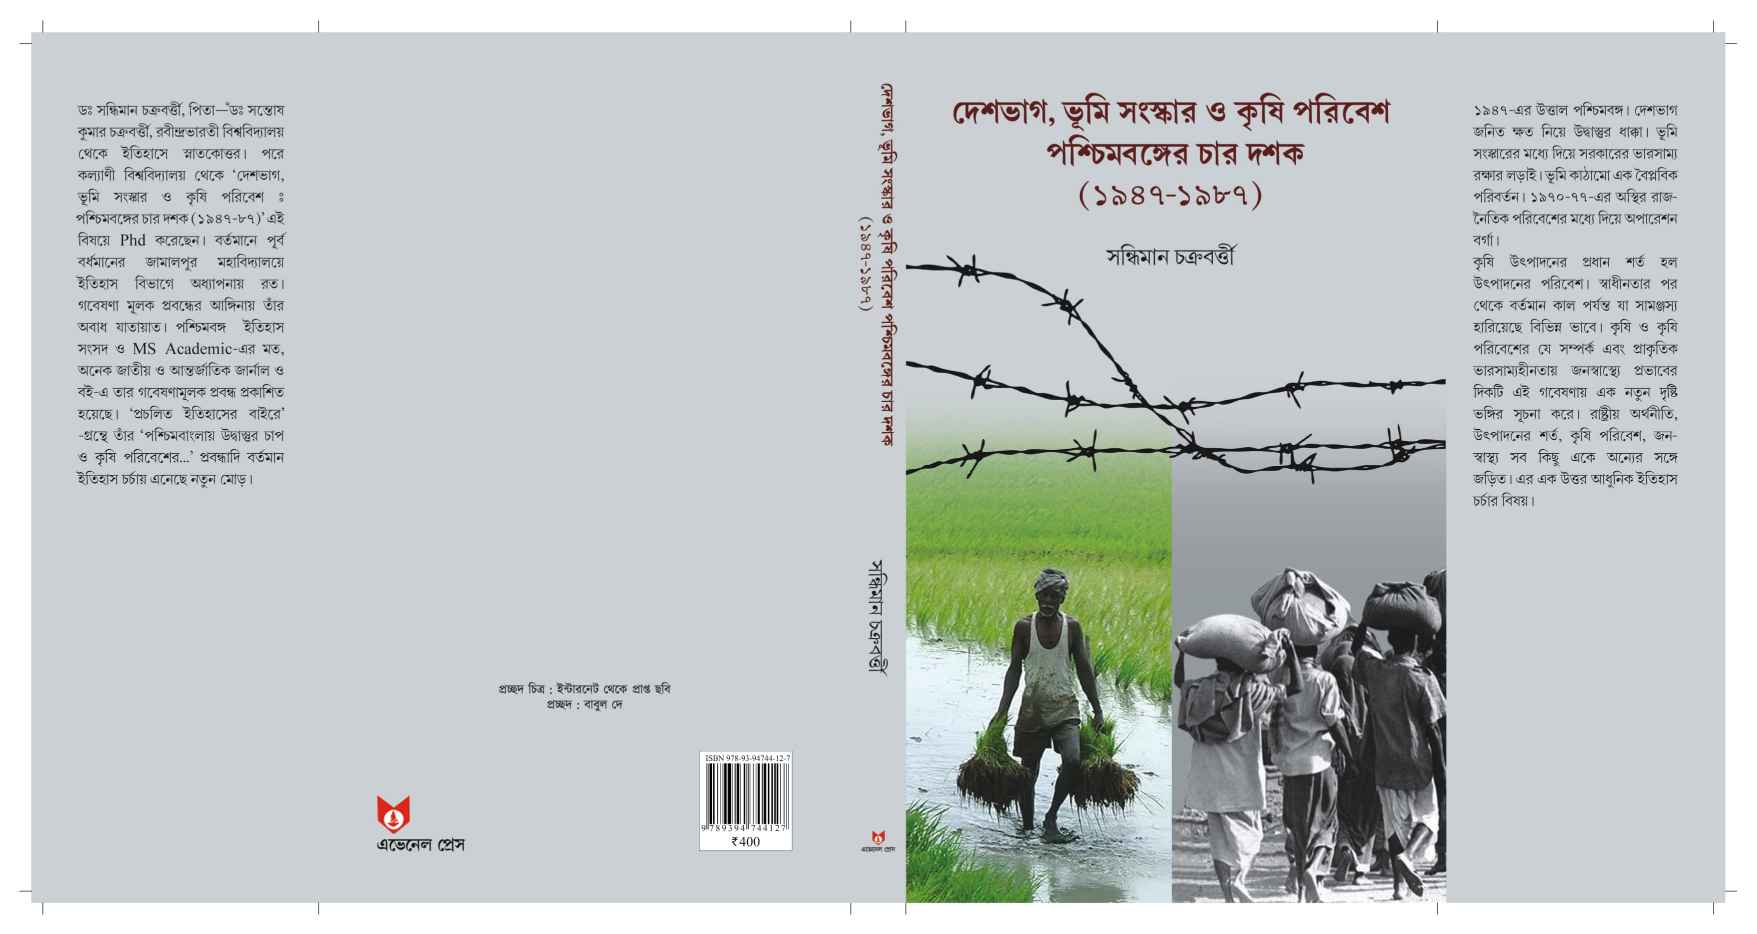 ডঃ সন্ধিমান চক্রবর্ত্তী, পিতা—ঁডঃ সন্তোষ
কুমার চক্রবর্ত্তী, রবীন্দ্রভারতী বিশ্ববিদ্যালয়
থেকে ইতিহাসে স্নাতকোত্তর। পরে
কল্যাণী বিশ্ববিদ্যালয় থেকে ‘দেশভাগ,
ভূমি সংস্কার ও কৃষি পরিবেশ ঃ
পশ্চিমবঙ্গের চার দশক (১৯৪৭-৮৭)’ এই
বিষয়ে Phd করেছেন। বর্তমানে পূর্ব
বর্ধমানের জামালপুর মহাবিদ্যালয়ে
ইতিহাস বিভাগে অধ্যাপনায় রত।
গবেষণা মূলক প্রবন্ধের আঙ্গিনায় তাঁর
অবাধ যাতায়াত। পশ্চিমবঙ্গ ইতিহাস
সংসদ ও MS Academic-এর মত,
অনেক জাতীয় ও আন্তর্জাতিক জার্নাল ও
বই-এ তার গবেষণামূলক প্রবন্ধ প্রকাশিত
হয়েছে। ‘প্রচলিত ইতিহাসের বাইরে’
-গ্রন্থে তাঁর ‘পশ্চিমবাংলায় উদ্বাস্তুর চাপ
ও কৃষি পরিবেশের...’ প্রবন্ধাদি বর্তমান
ইতিহাস চর্চায় এনেছে নতুন মোড়।
প্রচ্ছদ চিত্র : ইন্টারনেট থেকে প্রাপ্ত ছবি
প্রচ্ছদ : বাবুল দে
এভেনেল প্রেস
ISBN 978-93-94744-12-7
9 789394 744127
₹400
দেশভাগ, ভূমি সংস্কার ও কৃষি পরিবেশ পশ্চিমবঙ্গের চার দশক
(১৯৪৭-১৯৮৭)
সন্ধিমান চক্রবর্ত্তী
এভেনেল প্রেস
দেশভাগ, ভূমি সংস্কার ও কৃষি পরিবেশ
পশ্চিমবঙ্গের চার দশক
(১৯৪৭-১৯৮৭)
সন্ধিমান চক্রবর্ত্তী
১৯৪৭-এর উত্তাল পশ্চিমবঙ্গ। দেশভাগ
জনিত ক্ষত নিয়ে উদ্বাস্তুর ধাক্কা। ভূমি
সংস্কারের মধ্যে দিয়ে সরকারের ভারসাম্য
রক্ষার লড়াই। ভূমি কাঠামো এক বৈপ্লবিক
পরিবর্তন। ১৯৭০-৭৭-এর অস্থির রাজ-
নৈতিক পরিবেশের মধ্যে দিয়ে অপারেশন
বর্গা।
কৃষি উৎপাদনের প্রধান শর্ত হল
উৎপাদনের পরিবেশ। স্বাধীনতার পর
থেকে বর্তমান কাল পর্যন্ত যা সামঞ্জস্য
হারিয়েছে বিভিন্ন ভাবে। কৃষি ও কৃষি
পরিবেশের যে সম্পর্ক এবং প্রাকৃতিক
ভারসাম্যহীনতায় জনস্বাস্থ্যে প্রভাবের
দিকটি এই গবেষণায় এক নতুন দৃষ্টি
ভঙ্গির সূচনা করে। রাষ্ট্রীয় অর্থনীতি,
উৎপাদনের শর্ত, কৃষি পরিবেশ, জন-
স্বাস্থ্য সব কিছু একে অন্যের সঙ্গে
জড়িত। এর এক উত্তর আধুনিক ইতিহাস
চর্চার বিষয়।